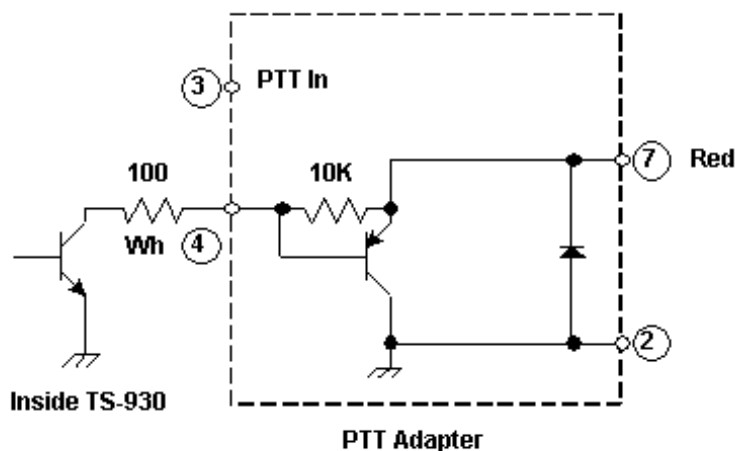 3 PTT In
7 Red
100
10K
Wh 4
2
Inside TS-930
PTT Adapter